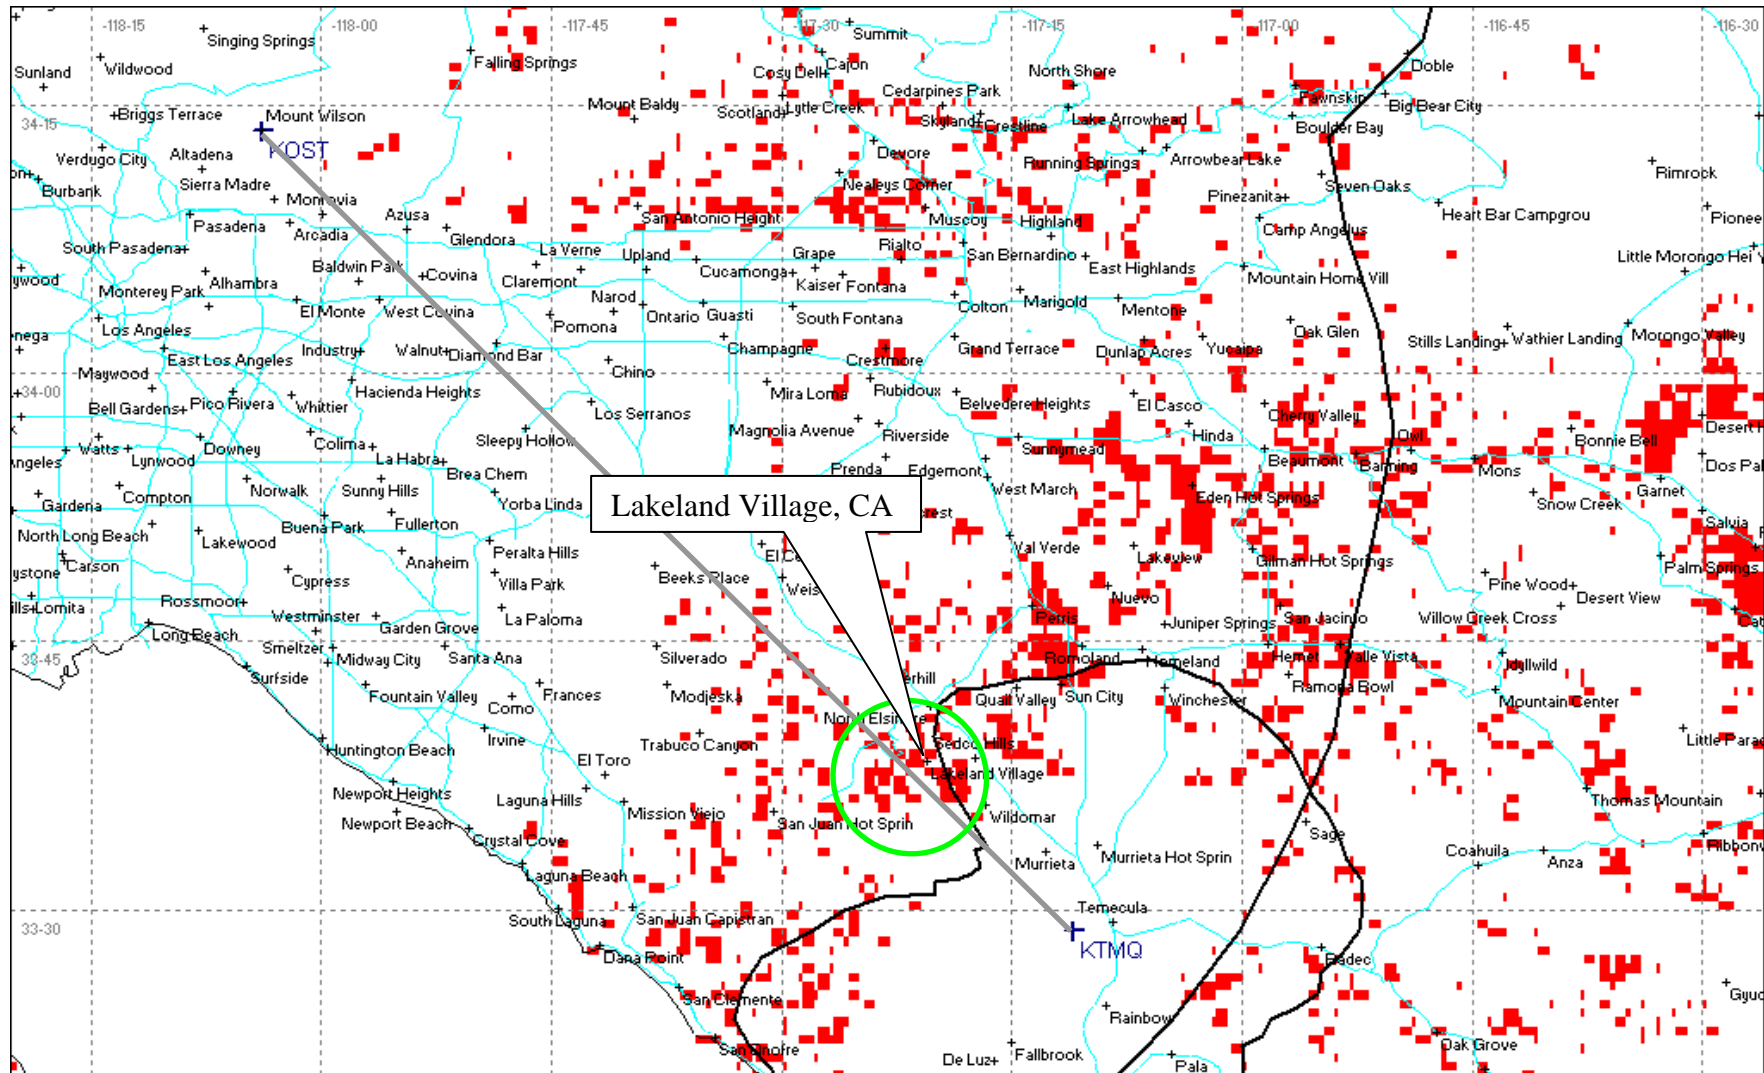 -118-15
-118-00
-117-45
-117-30
-117-15
-117-00
-116-45
-116-30
Singing Springs
Summit
Wildwood
Sunland
Falling Springs
Cajon
Cosy Dell
North Shore
Doble
Mount Baldy
Scotland
Lytle Creek
Cedarpines Park
Pawnskin
Big Bear City
Briggs Terrace
Mount Wilson
34-15
Skyland
Crestline
Lake Arrowhead
Boulder Bay
KOST
Verdugo City
Altadena
Devore
Running Springs
Arrowbear Lake
Rimrock
Burbank
Sierra Madre
Nealeys Corner
Seven Oaks
Monrovia
Pinezanita
Azusa
San Antonio Height
Muscoy
Highland
Heart Bar Campgrou
Pionee
Pasadena
Arcadia
Glendora
Camp Angelus
South Pasadena
La Verne
Upland
Grape
Rialto
San Bernardino
Little Morongo Hei
Baldwin Park
Covina
Claremont
Cucamonga
East Highlands
ywood
Monterey Park
Alhambra
Kaiser
Fontana
Mountain Home Vill
Narod
Colton
Marigold
El Monte
West Covina
Ontario
Guasti
South Fontana
Mentone
Los Angeles
Pomona
Oak Glen
nega
Stills Landing
Wathier Landing
Morongo Valley
East Los Angeles
Industry
Walnut
Diamond Bar
Champagne
Crestmore
Grand Terrace
Dunlap Acres
Yucaipa
Maywood
Chino
34-00
Hacienda Heights
Mira Loma
Rubidoux
Bell Gardens
Pico Rivera
Whittier
Los Serranos
Belvedere Heights
El Casco
Cherry Valley
Magnolia Avenue
Riverside
Hinda
Owl
Bonnie Bell
Desert H
Watts
Downey
Colima
Sleepy Hollow
Sunnymead
ngeles
Lynwood
La Habra
Brea Chem
Prenda
Edgemont
Beaumont
Banning
Mons
Dos Pal
Compton
Norwalk
Sunny Hills
Yorba Linda
West March
Eden Hot Springs
Garnet
Gardena
Lakeland Village, CA
crest
Snow Creek
North Long Beach
Lakewood
Buena Park
Fullerton
Salvia
Peralta Hills
Val Verde
Lakeview
Gilman Hot Springs
Carson
Anaheim
Palm Springs
ystone
Cypress
Villa Park
Beeks Place
Weis
Pine Wood
Desert View
Lomita
Rossmoor
Nuevo
Westminster
La Paloma
Perris
Juniper Springs
San Jacinto
Willow Creek Cross
Cat
Long Beach
Garden Grove
33-45
Smeltzer
Midway City
Santa Ana
Silverado
Romoland
Homeland
Hemet
Valle Vista
Idyllwild
Surfside
erhill
Ramona Bowl
Fountain Valley
Frances
Modjeska
Quail Valley
Sun City
Winchester
Mountain Center
Como
North Elsinore
Huntington Beach
Irvine
Trabuco Canyon
Sedco Hills
Little Parad
El Toro
Lakeland Village
Newport Heights
Laguna Hills
Thomas Mountain
Newport Beach
Mission Viejo
San Juan Hot Sprin
Wildomar
Crystal Cove
Sage
Murrieta
Murrieta Hot Sprin
Coahuila
Anza
Ribbonw
Laguna Beach
Temecula
33-30
South Laguna
San Juan Capistran
KTMQ
Radec
Dana Point
San Clemente
Gyuc
Rainbow
San Onofre
De Luz
Fallbrook
Pala
Oak Grove